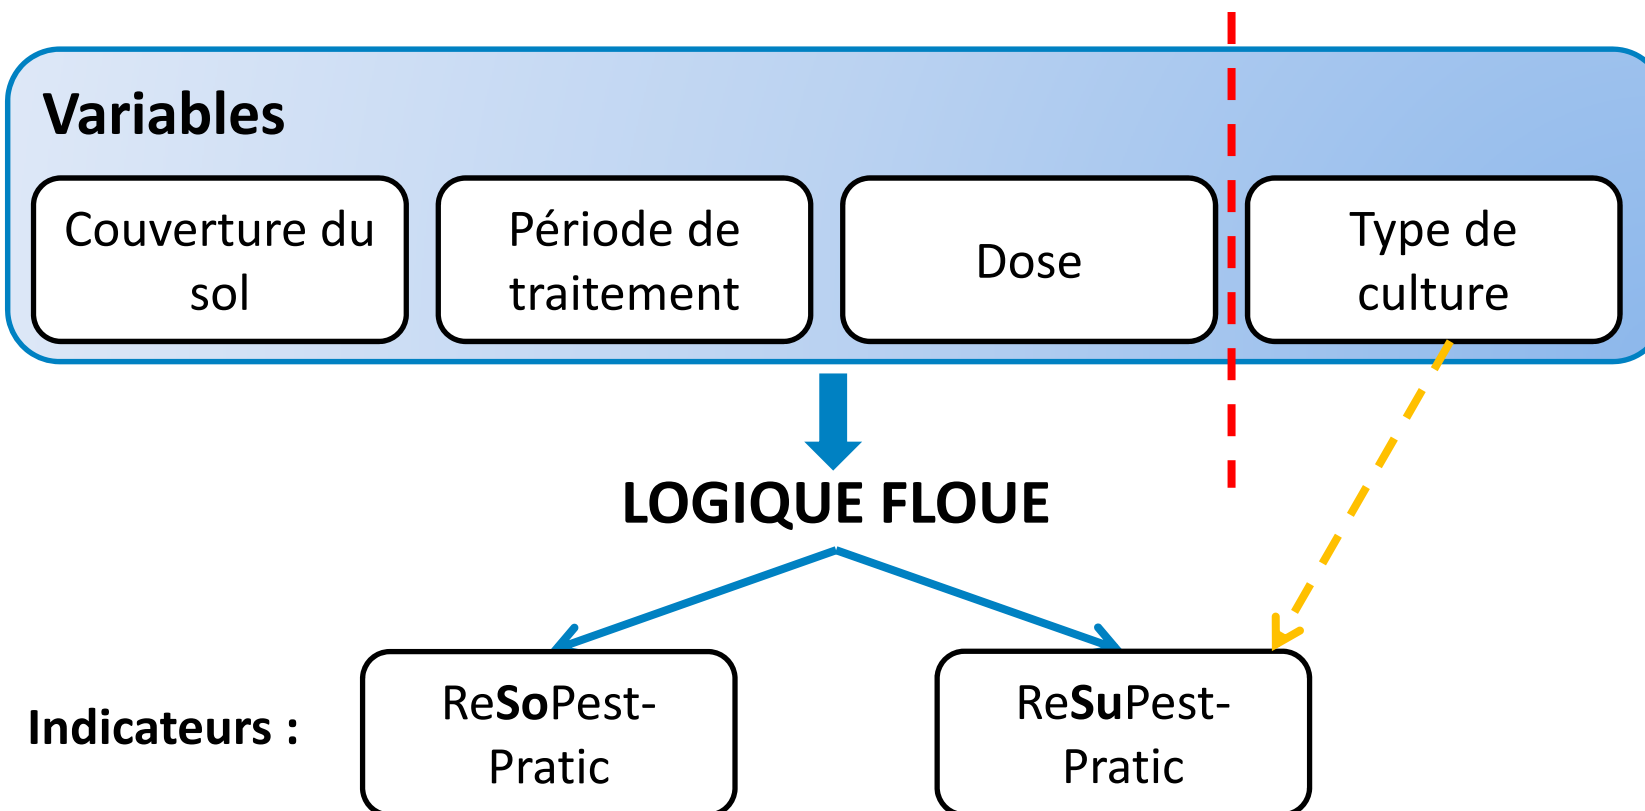 Variables
Couverture du
sol
Période de
traitement
Dose
Type de
culture
LOGIQUE FLOUE
Indicateurs :
ReSoPest-
Pratic
ReSuPest-
Pratic